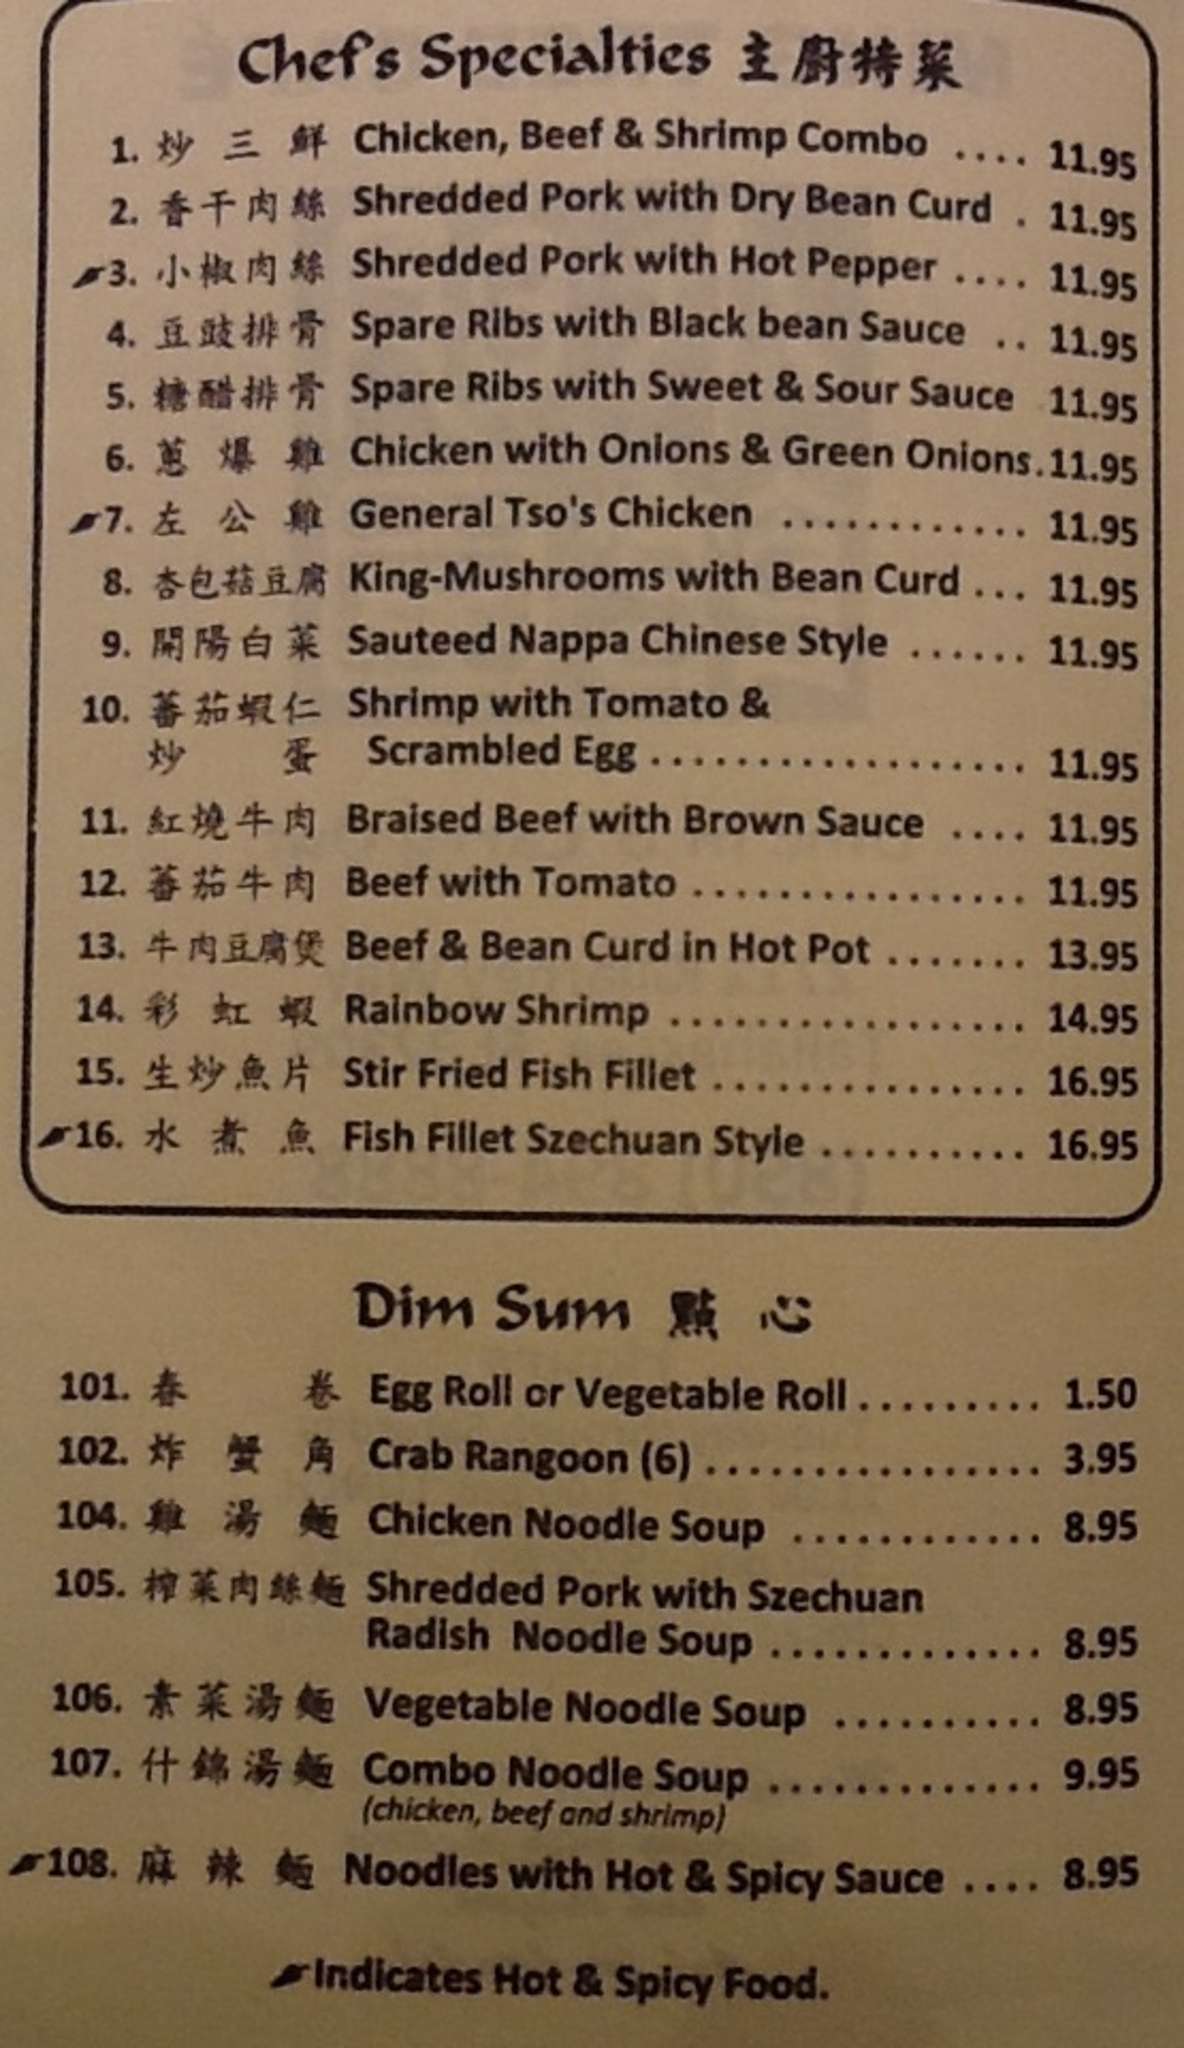 Chef's Specialties 主廚特菜
1. 炒三鮮 Chicken, Beef & Shrimp Combo .... 11.95
2. 香干肉絲 Shredded Pork with Dry Bean Curd . 11.95
3. 小椒肉絲 Shredded Pork with Hot Pepper .... 11.95
4. 豆豉排骨 Spare Ribs with Black bean Sauce .. 11.95
5. 糖醋排骨 Spare Ribs with Sweet & Sour Sauce 11.95
6. 蔥爆雞 Chicken with Onions & Green Onions. 11.95
7. 左公雞 General Tso's Chicken ............ 11.95
8. 杏包菇豆腐 King-Mushrooms with Bean Curd ... 11.95
9. 開陽白菜 Sauteed Nappa Chinese Style ...... 11.95
10. 蕃茄蝦仁 Shrimp with Tomato &
炒蛋 Scrambled Egg ................... 11.95
11. 紅燒牛肉 Braised Beef with Brown Sauce .... 11.95
12. 蕃茄牛肉 Beef with Tomato ................ 11.95
13. 牛肉豆腐煲 Beef & Bean Curd in Hot Pot ....... 13.95
14. 彩虹蝦 Rainbow Shrimp .................. 14.95
15. 生炒魚片 Stir Fried Fish Fillet ................ 16.95
16. 水煮魚 Fish Fillet Szechuan Style .......... 16.95
Dim Sum 點心
101. 春卷 Egg Roll or Vegetable Roll ......... 1.50
102. 炸蟹角 Crab Rangoon (6) ................ 3.95
104. 雞湯麵 Chicken Noodle Soup ............ 8.95
105. 榨菜肉絲麵 Shredded Pork with Szechuan
Radish Noodle Soup ............. 8.95
106. 素菜湯麵 Vegetable Noodle Soup ........... 8.95
107. 什錦湯麵 Combo Noodle Soup ............. 9.95
(chicken, beef and shrimp)
108. 麻辣麵 Noodles with Hot & Spicy Sauce .... 8.95
Indicates Hot & Spicy Food.